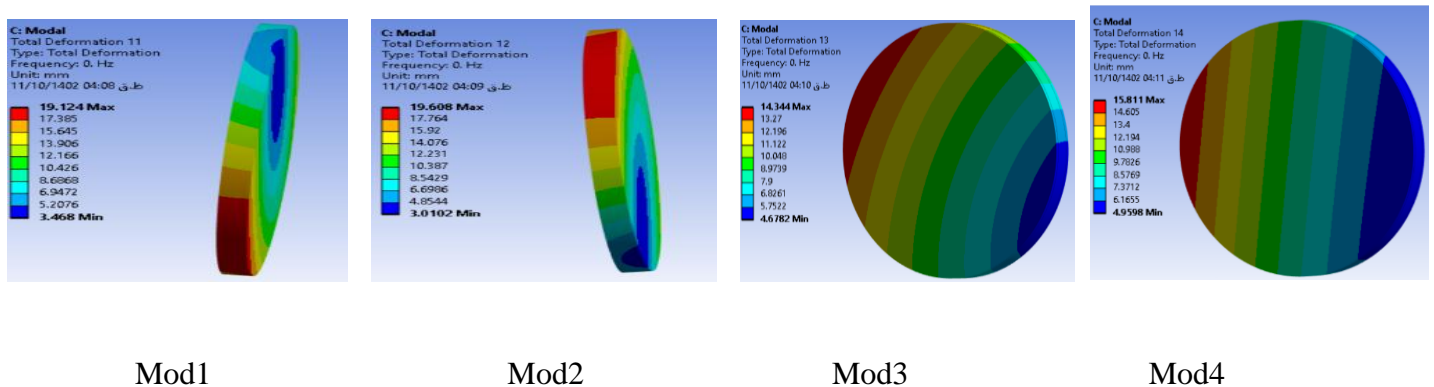 C: Modal
Total Deformation 11
Type: Total Deformation
Frequency: 0. Hz
Unit: mm
11/10/1402 04:08 ظ.ق
19.124 Max
17.385
15.645
13.906
12.166
10.426
8.6868
6.9472
5.2076
3.468 Min
C: Modal
Total Deformation 12
Type: Total Deformation
Frequency: 0. Hz
Unit: mm
11/10/1402 04:09 ظ.ق
19.608 Max
17.764
15.92
14.076
12.231
10.387
8.5429
6.6986
4.8544
3.0102 Min
C: Modal
Total Deformation 13
Type: Total Deformation
Frequency: 0. Hz
Unit: mm
11/10/1402 04:10 ظ.ق
14.344 Max
13.27
12.196
11.122
10.048
8.9739
7.9
6.8261
5.7522
4.6782 Min
C: Modal
Total Deformation 14
Type: Total Deformation
Frequency: 0. Hz
Unit: mm
11/10/1402 04:11 ظ.ق
15.811 Max
14.605
13.4
12.194
10.988
9.7826
8.5769
7.3712
6.1655
4.9598 Min
Mod1
Mod2
Mod3
Mod4